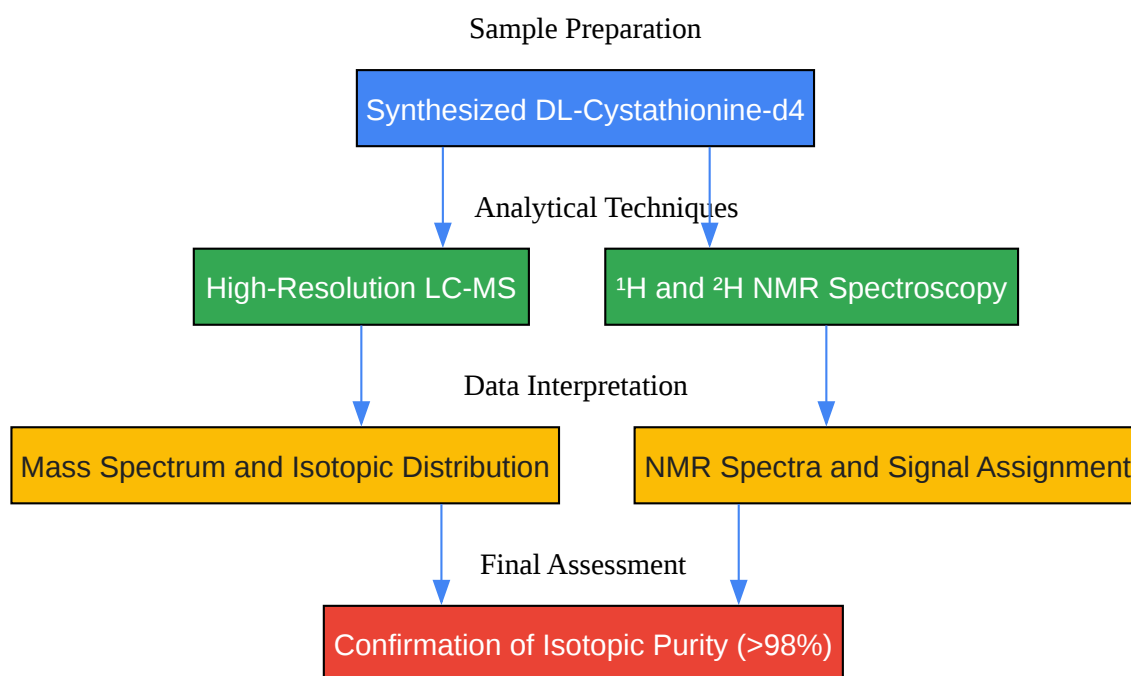 Sample Preparation
Synthesized DL-Cystathionine-d4
Analytical Techniques
High-Resolution LC-MS
¹H and ²H NMR Spectroscopy
Data Interpretation
Mass Spectrum and Isotopic Distribution
NMR Spectra and Signal Assignment
Final Assessment
Confirmation of Isotopic Purity (>98%)